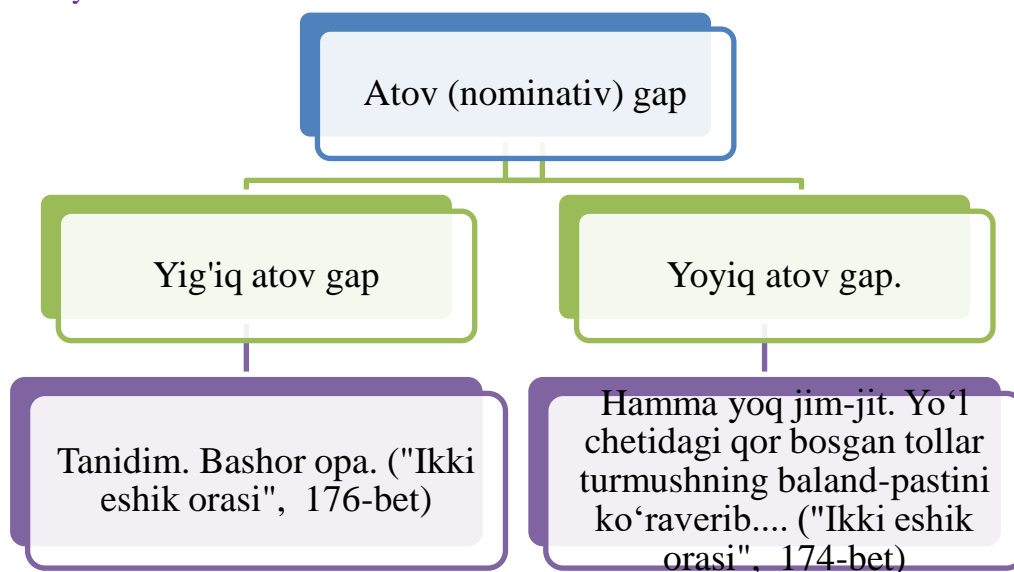 Atov (nominativ) gap
Yig'iq atov gap
Yoyiq atov gap.
Tanidim. Bashor opa. ("Ikki
eshik orasi", 176-bet)
Hamma yoq jim-jit. Yo‘l
chetidagi qor bosgan tollar
turmushning baland-pastini
ko‘raverib.... ("Ikki eshik
orasi", 174-bet)